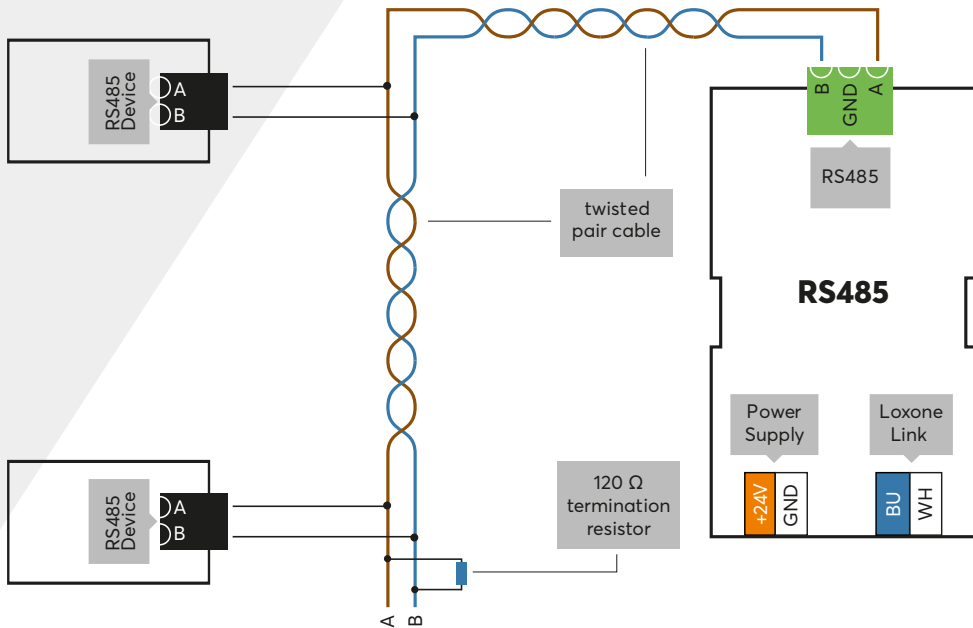 RS485
Device
A
B
B
GND
A
RS485
twisted
pair cable
RS485
Power
Supply
Loxone
Link
+24V
GND
BU
WH
RS485
Device
A
B
120 Ω
termination
resistor
A
B